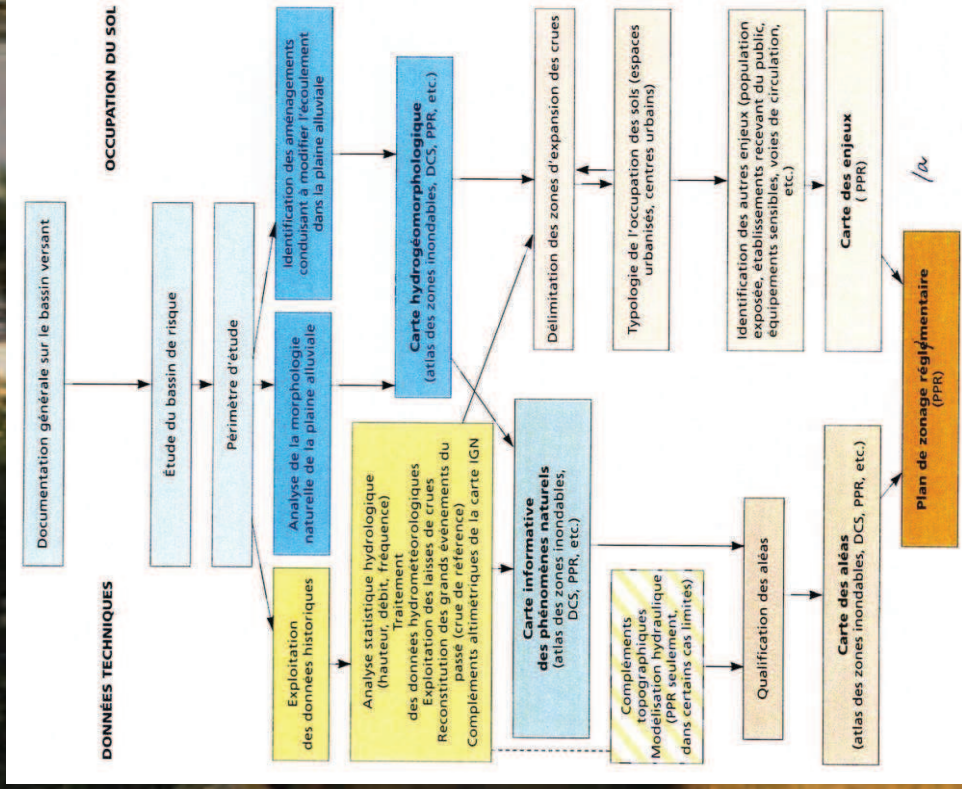 DONNÉES TECHNIQUES
OCCUPATION DU SOL
Documentation générale sur le bassin versant
Étude du bassin de risque
Périmètre d'étude
Exploitation
des données historiques
Analyse de la morphologie
naturelle de la plaine alluviale
Identification des aménagements
conduisant à modifier l'écoulement
dans la plaine alluviale
Analyse statistique hydrologique
(hauteur, débit, fréquence)
Traitement
des données hydrométéorologiques
Exploitation des laisses de crues
Reconstitution des grands événements du
passé (crue de référence)
Compléments altimétriques de la carte IGN
Carte hydrogéomorphologique
(atlas des zones inondables, DCS, PPR, etc.)
Carte informative
des phénomènes naturels
(atlas des zones inondables,
DCS, PPR, etc.)
Délimitation des zones d'expansion des crues
Typologie de l'occupation des sols (espaces
urbanisés, centres urbains)
Compléments
topographiques
Modélisation hydraulique
(PPR seulement,
dans certains cas limités)
Identification des autres enjeux (population
exposée, établissements recevant du public,
équipements sensibles, voies de circulation,
etc.)
Qualification des aléas
Carte des aléas
(atlas des zones inondables, DCS, PPR, etc.)
Carte des enjeux
( PPR)
Plan de zonage réglémentaire
(PPR)